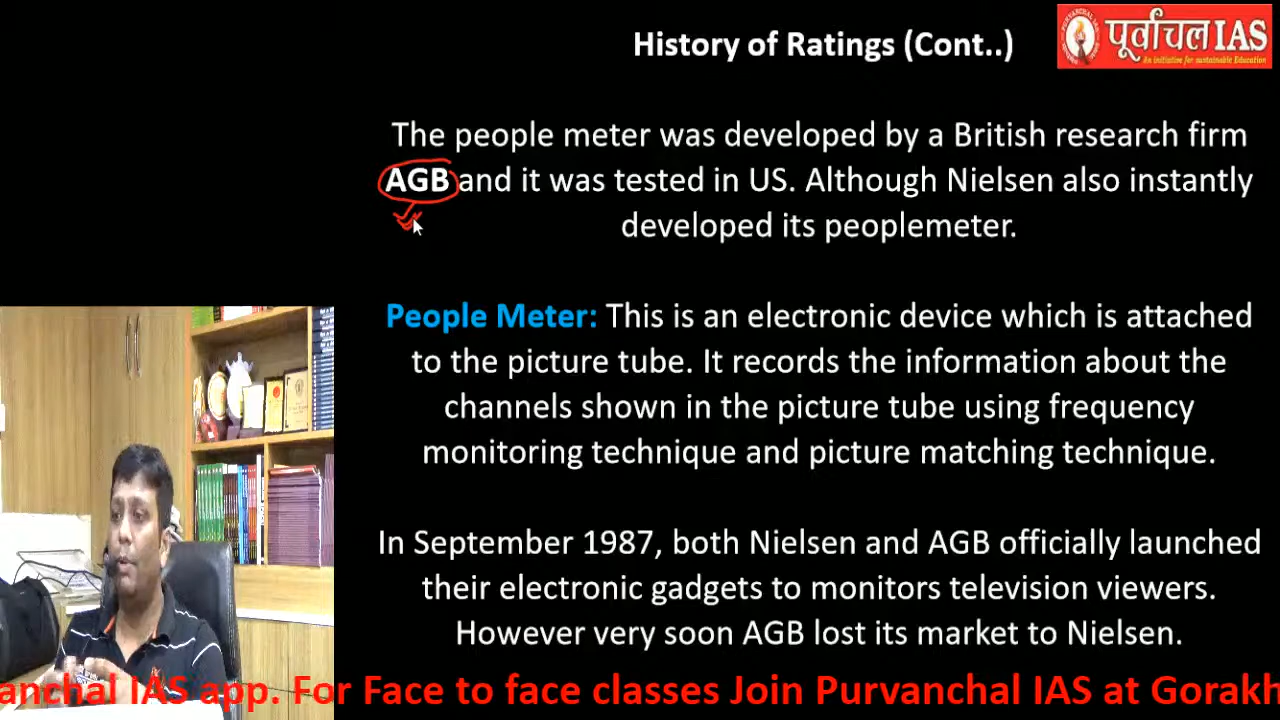 History of Ratings (Cont..)
पूर्वांचल IAS
An initiative for sustainable Education
The people meter was developed by a British research firm
AGB and it was tested in US. Although Nielsen also instantly
developed its peoplemeter.
People Meter: This is an electronic device which is attached
to the picture tube. It records the information about the
channels shown in the picture tube using frequency
monitoring technique and picture matching technique.
In September 1987, both Nielsen and AGB officially launched
their electronic gadgets to monitors television viewers.
However very soon AGB lost its market to Nielsen.
anchal IAS app. For Face to face classes Join Purvanchal IAS at Gorakh